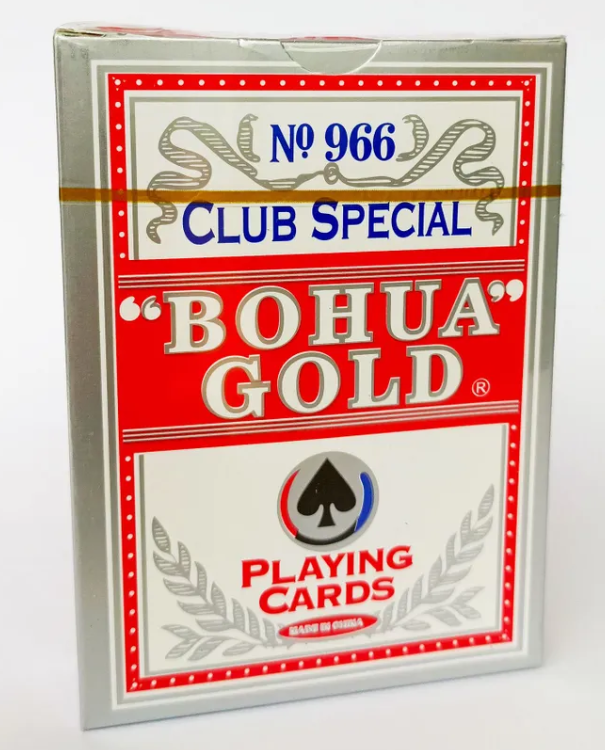 Nº 966
CLUB SPECIAL
“BOHUA”
GOLD ®
PLAYING
CARDS
MADE IN CHINA